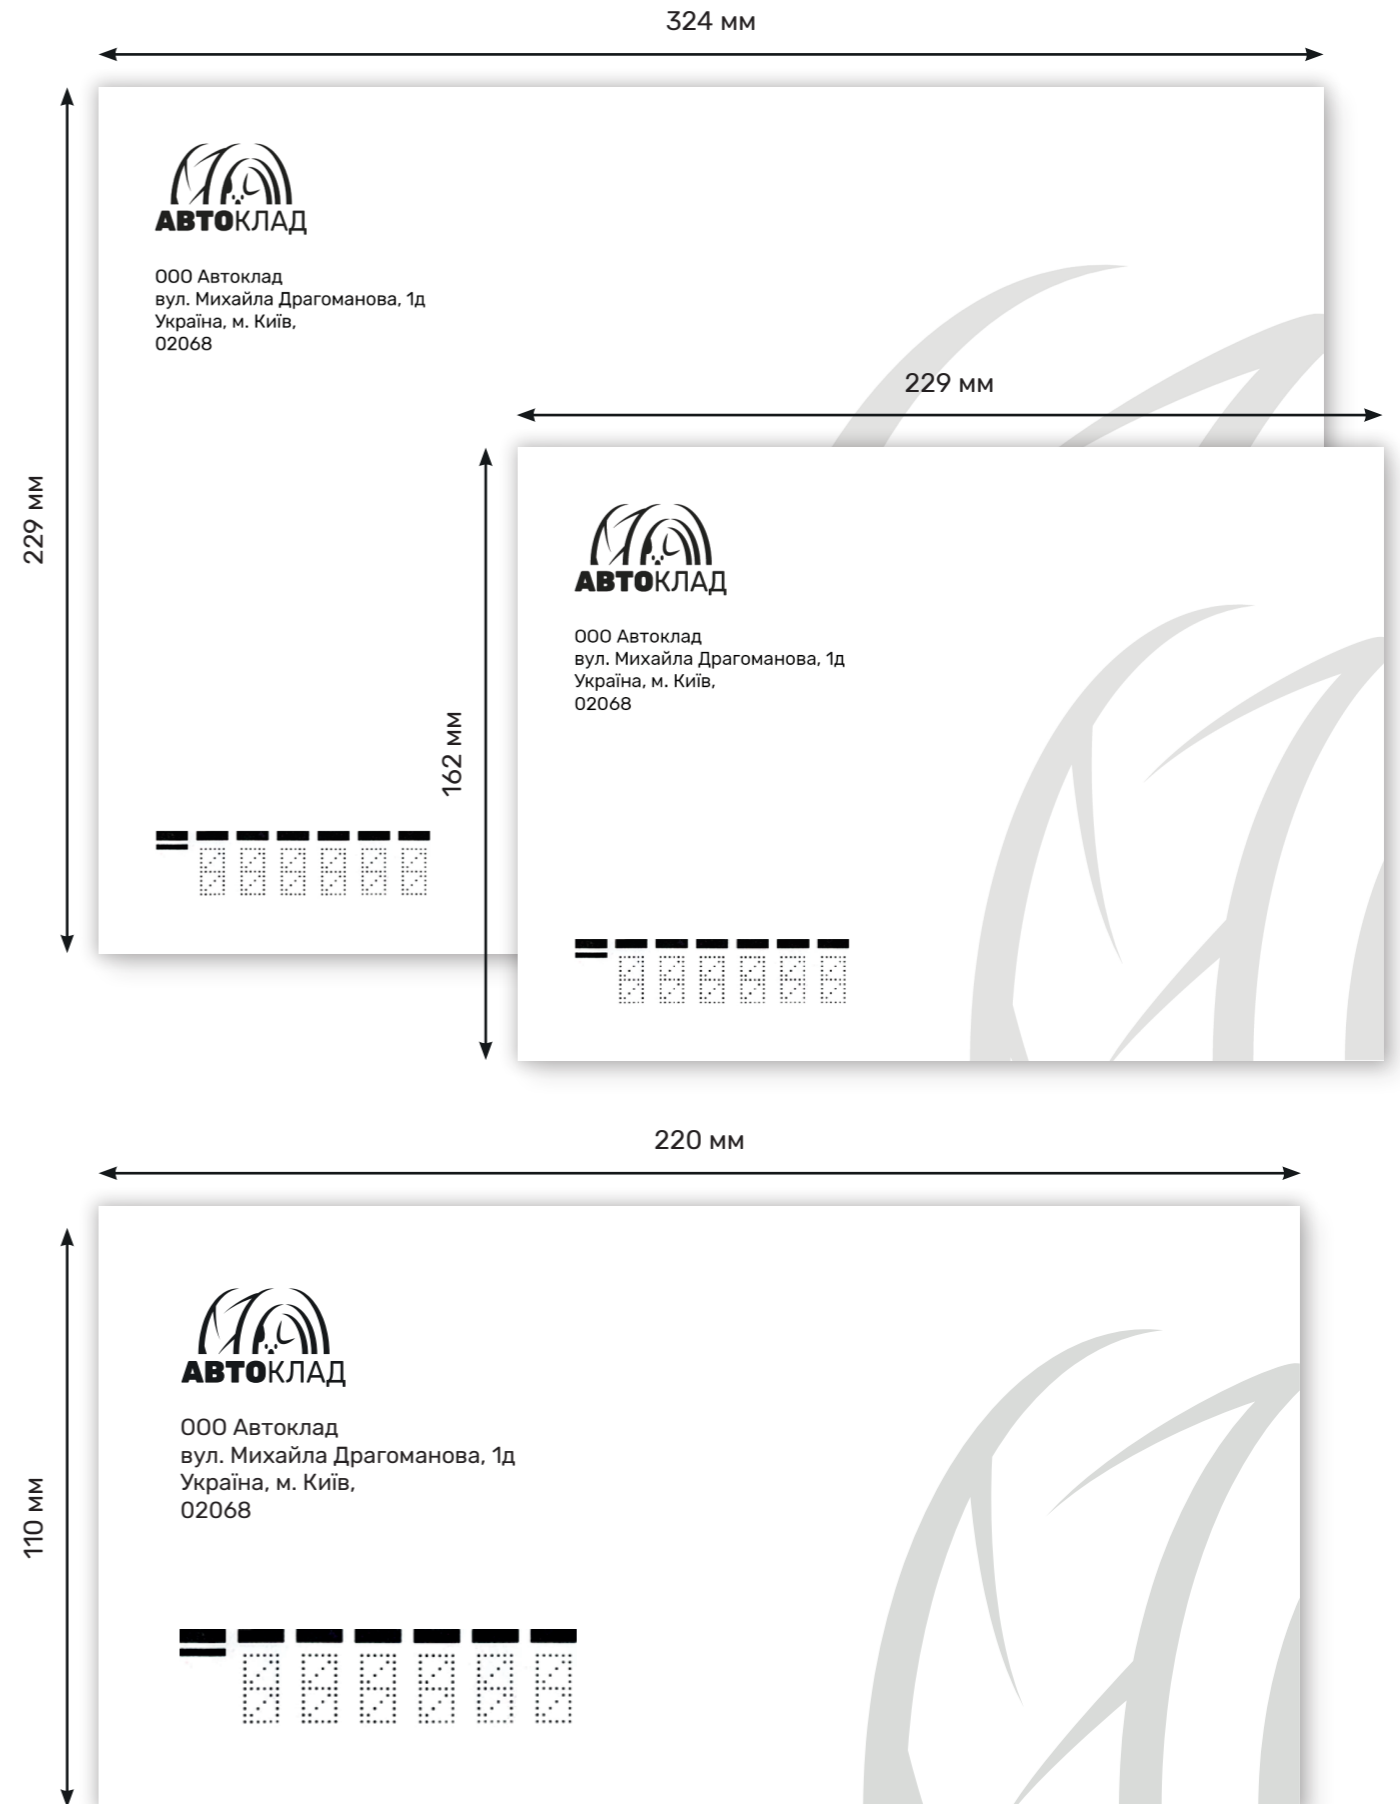 324 мм
АВТОКЛАД
ООО Автоклад
вул. Михайла Драгоманова, 1д
Україна, м. Київ,
02068
229 мм
229 мм
АВТОКЛАД
ООО Автоклад
вул. Михайла Драгоманова, 1д
Україна, м. Київ,
02068
162 мм
220 мм
АВТОКЛАД
ООО Автоклад
вул. Михайла Драгоманова, 1д
Україна, м. Київ,
02068
110 мм